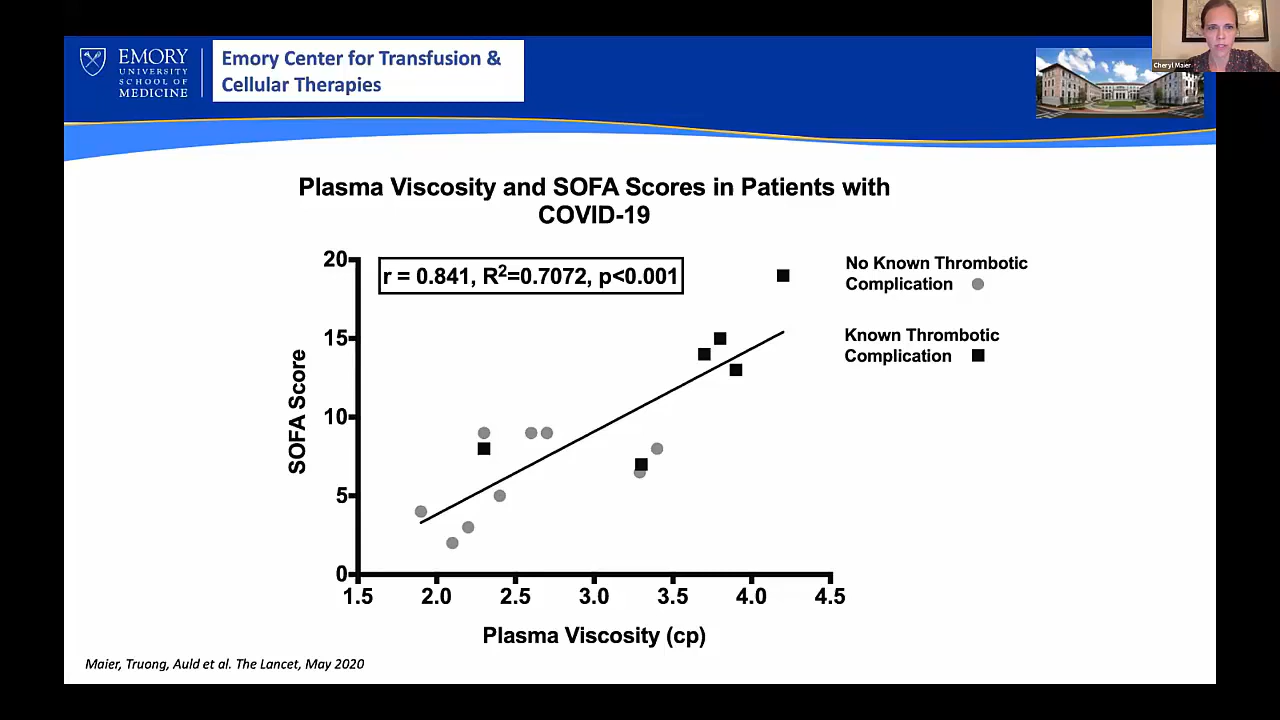 EMORY
UNIVERSITY
SCHOOL OF
MEDICINE
Emory Center for Transfusion &
Cellular Therapies
Cheryl Maier
Plasma Viscosity and SOFA Scores in Patients with
COVID-19
r = 0.841, R²=0.7072, p<0.001
No Known Thrombotic
Complication
Known Thrombotic
Complication
SOFA Score
20
15
10
5
0
1.5 2.0 2.5 3.0 3.5 4.0 4.5
Plasma Viscosity (cp)
Maier, Truong, Auld et al. The Lancet, May 2020